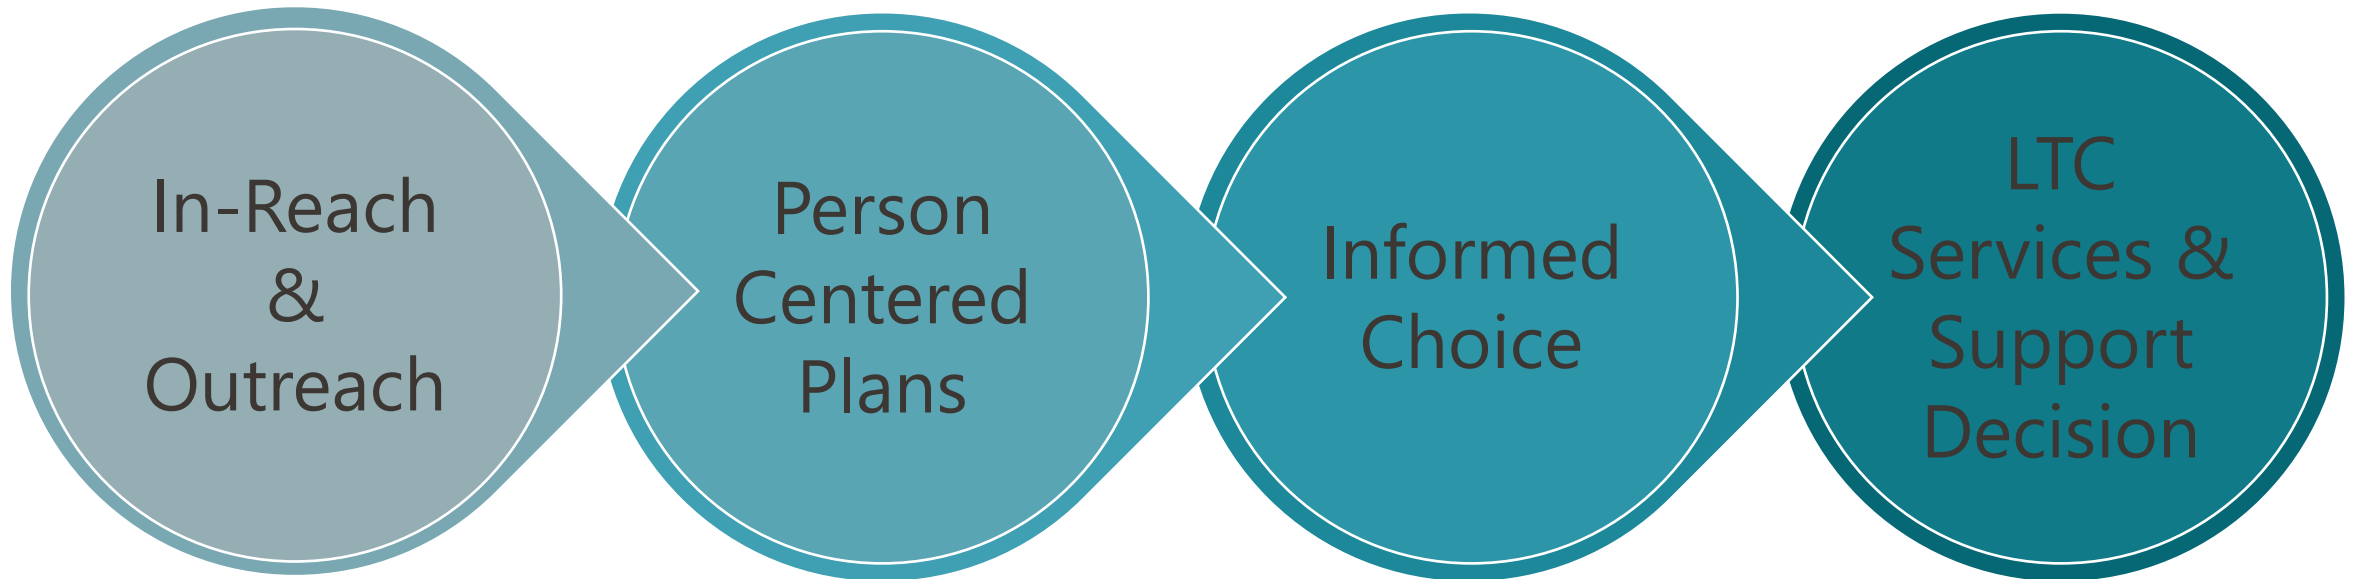 In-Reach
&
Outreach
Person
Centered
Plans
Informed
Choice
LTC
Services &
Support
Decision